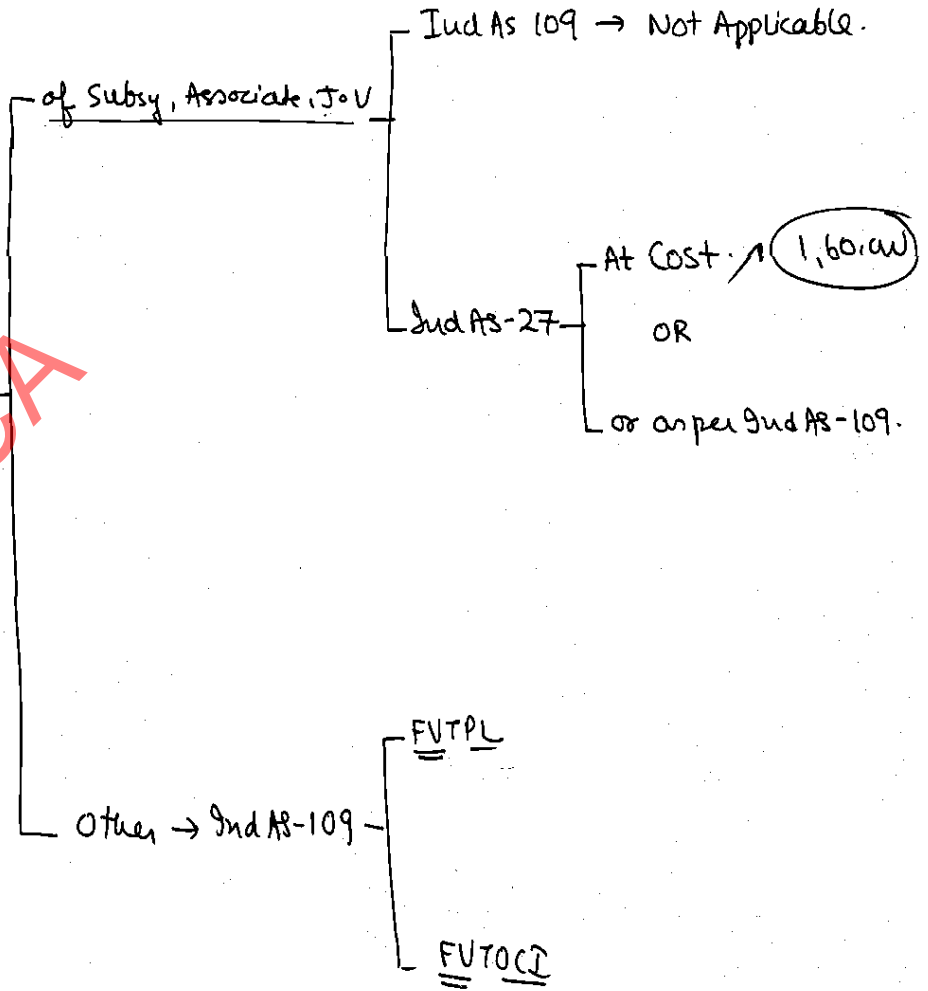 Ind As 109 → Not Applicable.
of Subsy, Associate, J.V
At Cost. 1,60,000
Ind AS-27
OR
or as per Ind AS-109.
CA
FVTPL
Other → Ind AS-109
FVTOCI